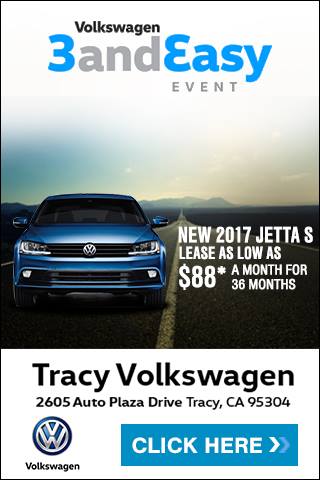 Volkswagen
3andEasy
EVENT
NEW 2017 JETTA S
LEASE AS LOW AS
$88* A MONTH FOR
36 MONTHS
Tracy Volkswagen
2605 Auto Plaza Drive Tracy, CA 95304
Volkswagen
CLICK HERE »